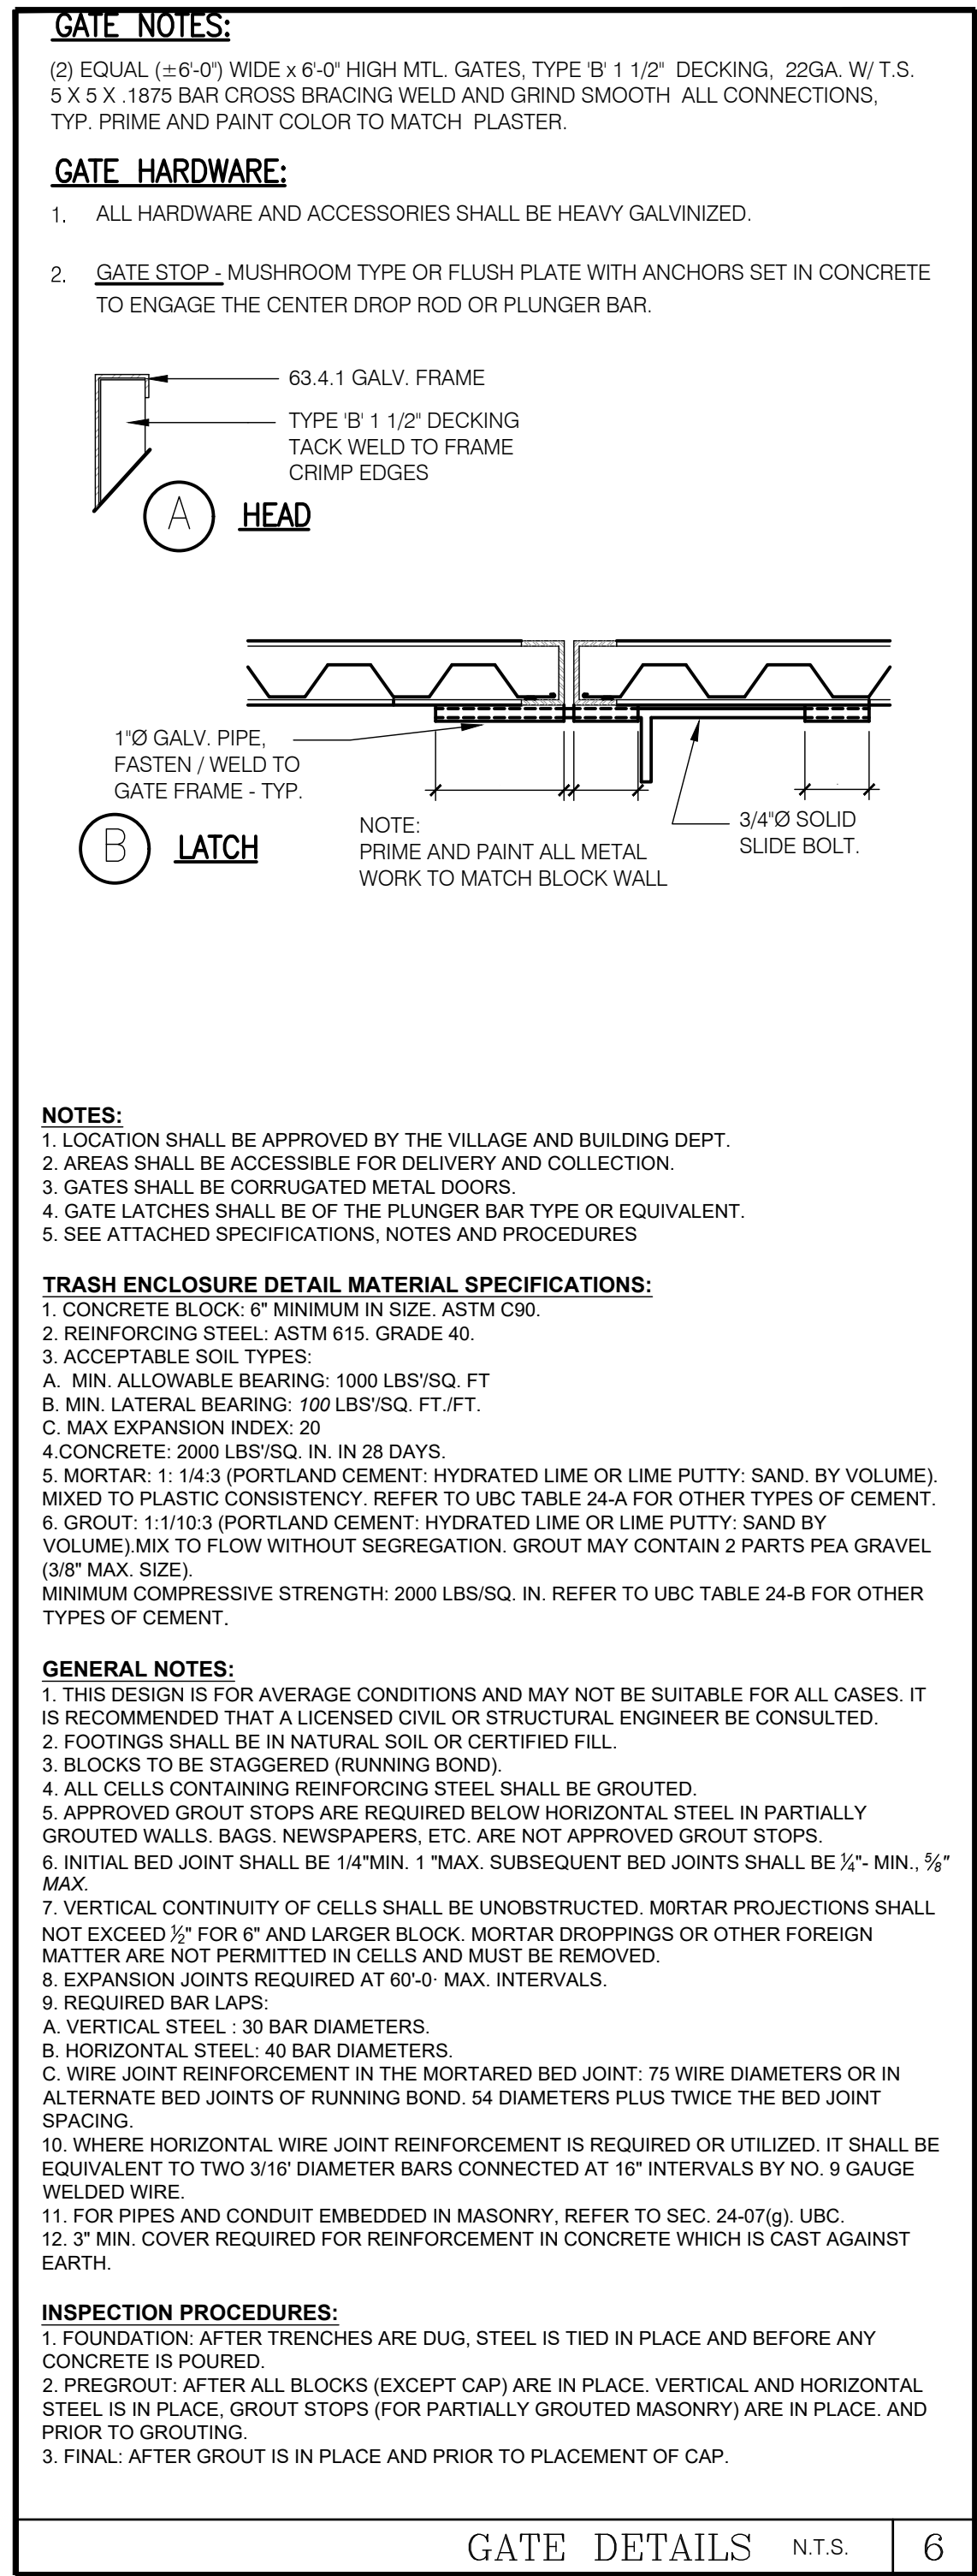 GATE NOTES:
(2) EQUAL (±6'-0") WIDE x 6'-0" HIGH MTL. GATES, TYPE 'B' 1 1/2" DECKING, 22GA. W/ T.S.
5 X 5 X .1875 BAR CROSS BRACING WELD AND GRIND SMOOTH ALL CONNECTIONS,
TYP. PRIME AND PAINT COLOR TO MATCH PLASTER.
GATE HARDWARE:
1. ALL HARDWARE AND ACCESSORIES SHALL BE HEAVY GALVINIZED.
2. GATE STOP - MUSHROOM TYPE OR FLUSH PLATE WITH ANCHORS SET IN CONCRETE
TO ENGAGE THE CENTER DROP ROD OR PLUNGER BAR.
63.4.1 GALV. FRAME
TYPE 'B' 1 1/2" DECKING
TACK WELD TO FRAME
CRIMP EDGES
A HEAD
1"Ø GALV. PIPE,
FASTEN / WELD TO
GATE FRAME - TYP.
B LATCH
NOTE:
PRIME AND PAINT ALL METAL
WORK TO MATCH BLOCK WALL
3/4"Ø SOLID
SLIDE BOLT.
NOTES:
1. LOCATION SHALL BE APPROVED BY THE VILLAGE AND BUILDING DEPT.
2. AREAS SHALL BE ACCESSIBLE FOR DELIVERY AND COLLECTION.
3. GATES SHALL BE CORRUGATED METAL DOORS.
4. GATE LATCHES SHALL BE OF THE PLUNGER BAR TYPE OR EQUIVALENT.
5. SEE ATTACHED SPECIFICATIONS, NOTES AND PROCEDURES
TRASH ENCLOSURE DETAIL MATERIAL SPECIFICATIONS:
1. CONCRETE BLOCK: 6" MINIMUM IN SIZE. ASTM C90.
2. REINFORCING STEEL: ASTM 615. GRADE 40.
3. ACCEPTABLE SOIL TYPES:
A. MIN. ALLOWABLE BEARING: 1000 LBS'/SQ. FT
B. MIN. LATERAL BEARING: 100 LBS'/SQ. FT./FT.
C. MAX EXPANSION INDEX: 20
4.CONCRETE: 2000 LBS'/SQ. IN. IN 28 DAYS.
5. MORTAR: 1: 1/4:3 (PORTLAND CEMENT: HYDRATED LIME OR LIME PUTTY: SAND. BY VOLUME).
MIXED TO PLASTIC CONSISTENCY. REFER TO UBC TABLE 24-A FOR OTHER TYPES OF CEMENT.
6. GROUT: 1:1/10:3 (PORTLAND CEMENT: HYDRATED LIME OR LIME PUTTY: SAND BY
VOLUME).MIX TO FLOW WITHOUT SEGREGATION. GROUT MAY CONTAIN 2 PARTS PEA GRAVEL
(3/8" MAX. SIZE).
MINIMUM COMPRESSIVE STRENGTH: 2000 LBS/SQ. IN. REFER TO UBC TABLE 24-B FOR OTHER
TYPES OF CEMENT.
GENERAL NOTES:
1. THIS DESIGN IS FOR AVERAGE CONDITIONS AND MAY NOT BE SUITABLE FOR ALL CASES. IT
IS RECOMMENDED THAT A LICENSED CIVIL OR STRUCTURAL ENGINEER BE CONSULTED.
2. FOOTINGS SHALL BE IN NATURAL SOIL OR CERTIFIED FILL.
3. BLOCKS TO BE STAGGERED (RUNNING BOND).
4. ALL CELLS CONTAINING REINFORCING STEEL SHALL BE GROUTED.
5. APPROVED GROUT STOPS ARE REQUIRED BELOW HORIZONTAL STEEL IN PARTIALLY
GROUTED WALLS. BAGS. NEWSPAPERS, ETC. ARE NOT APPROVED GROUT STOPS.
6. INITIAL BED JOINT SHALL BE 1/4"MIN. 1 "MAX. SUBSEQUENT BED JOINTS SHALL BE ¼"- MIN., ⅝"
MAX.
7. VERTICAL CONTINUITY OF CELLS SHALL BE UNOBSTRUCTED. M0RTAR PROJECTIONS SHALL
NOT EXCEED ½" FOR 6" AND LARGER BLOCK. MORTAR DROPPINGS OR OTHER FOREIGN
MATTER ARE NOT PERMITTED IN CELLS AND MUST BE REMOVED.
8. EXPANSION JOINTS REQUIRED AT 60'-0· MAX. INTERVALS.
9. REQUIRED BAR LAPS:
A. VERTICAL STEEL : 30 BAR DIAMETERS.
B. HORIZONTAL STEEL: 40 BAR DIAMETERS.
C. WIRE JOINT REINFORCEMENT IN THE MORTARED BED JOINT: 75 WIRE DIAMETERS OR IN
ALTERNATE BED JOINTS OF RUNNING BOND. 54 DIAMETERS PLUS TWICE THE BED JOINT
SPACING.
10. WHERE HORIZONTAL WIRE JOINT REINFORCEMENT IS REQUIRED OR UTILIZED. IT SHALL BE
EQUIVALENT TO TWO 3/16' DIAMETER BARS CONNECTED AT 16" INTERVALS BY NO. 9 GAUGE
WELDED WIRE.
11. FOR PIPES AND CONDUIT EMBEDDED IN MASONRY, REFER TO SEC. 24-07(g). UBC.
12. 3" MIN. COVER REQUIRED FOR REINFORCEMENT IN CONCRETE WHICH IS CAST AGAINST
EARTH.
INSPECTION PROCEDURES:
1. FOUNDATION: AFTER TRENCHES ARE DUG, STEEL IS TIED IN PLACE AND BEFORE ANY
CONCRETE IS POURED.
2. PREGROUT: AFTER ALL BLOCKS (EXCEPT CAP) ARE IN PLACE. VERTICAL AND HORIZONTAL
STEEL IS IN PLACE, GROUT STOPS (FOR PARTIALLY GROUTED MASONRY) ARE IN PLACE. AND
PRIOR TO GROUTING.
3. FINAL: AFTER GROUT IS IN PLACE AND PRIOR TO PLACEMENT OF CAP.
GATE DETAILS N.T.S. 6